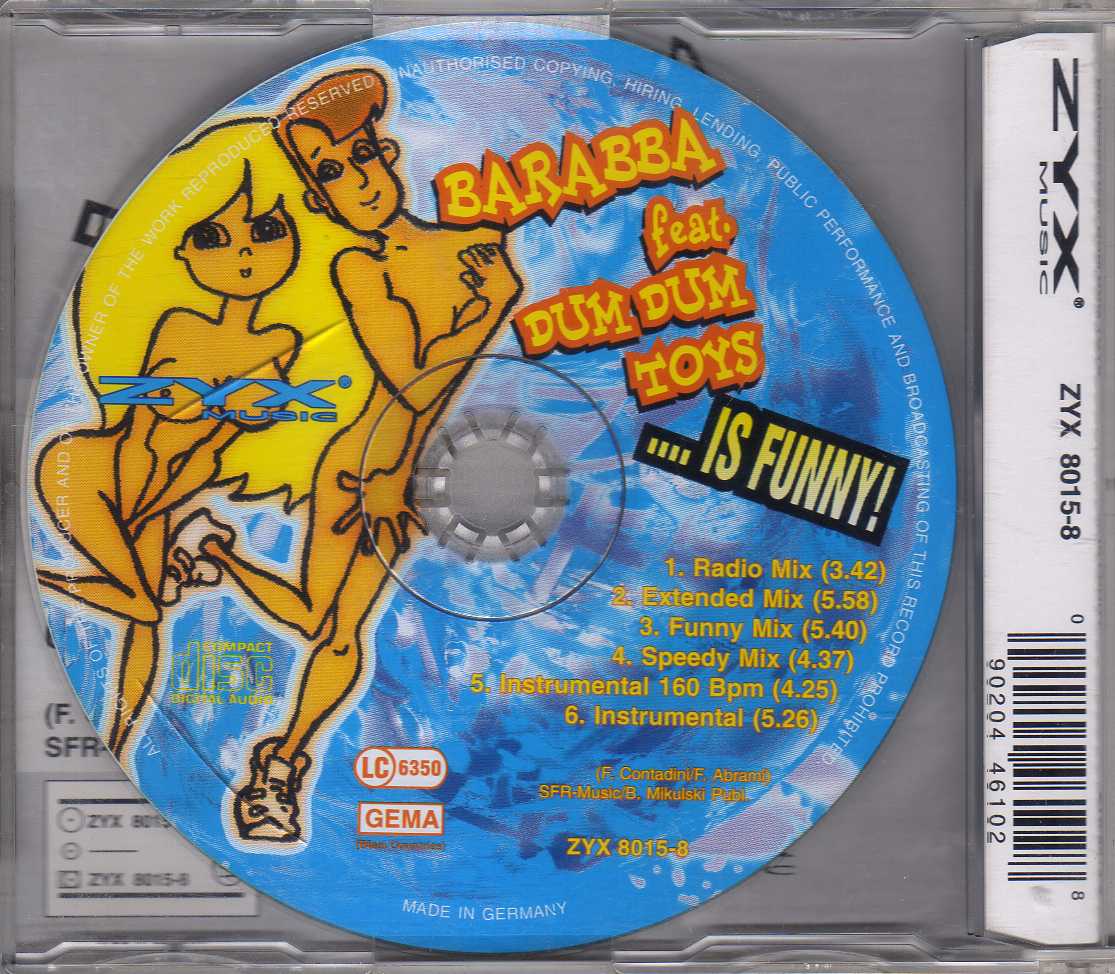 BARABBA
feat.
DUM DUM
TOYS
.... IS FUNNY!
ZYX®
MUSIC
1. Radio Mix (3.42)
2. Extended Mix (5.58)
3. Funny Mix (5.40)
4. Speedy Mix (4.37)
5. Instrumental 160 Bpm (4.25)
6. Instrumental (5.26)
(F. Contadini/F. Abrami)
SFR-Music/B. Mikulski Publ.
ZYX 8015-8
COMPACT
disc
DIGITAL AUDIO
LC 6350
GEMA
MADE IN GERMANY
OWNER OF THE WORK REPRODUCED RESERVED. UNAUTHORISED COPYING, HIRING, LENDING, PUBLIC PERFORMANCE AND BROADCASTING OF THIS RECORD PROHIBITED
(F.
SFR-
ZYX 8015
ZYX 8015-8
ZYX®
MUSIC
ZYX 8015-8
0 90204 46102 8